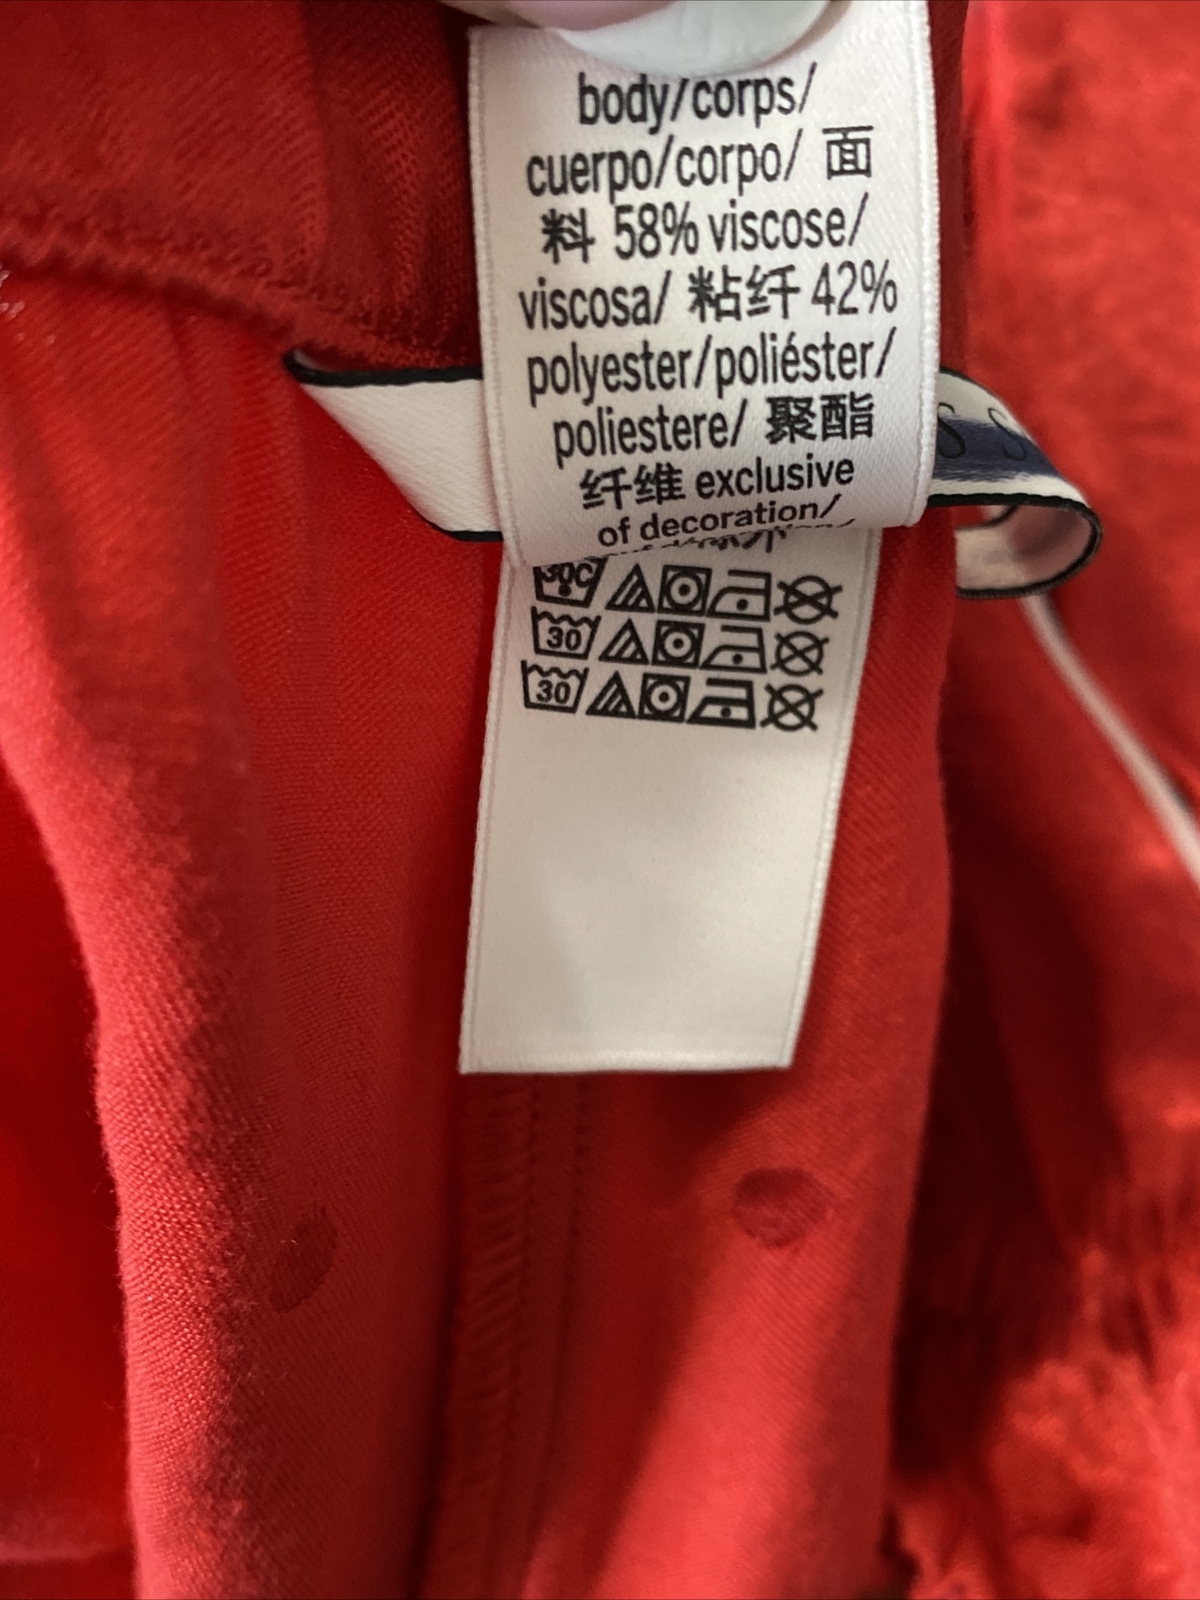 body/corps/
cuerpo/corpo/ 面
料 58% viscose/
viscosa/ 粘纤 42%
polyester/poliéster/
poliestere/ 聚酯
纤维 exclusive
of decoration/
30C
30
30
S S